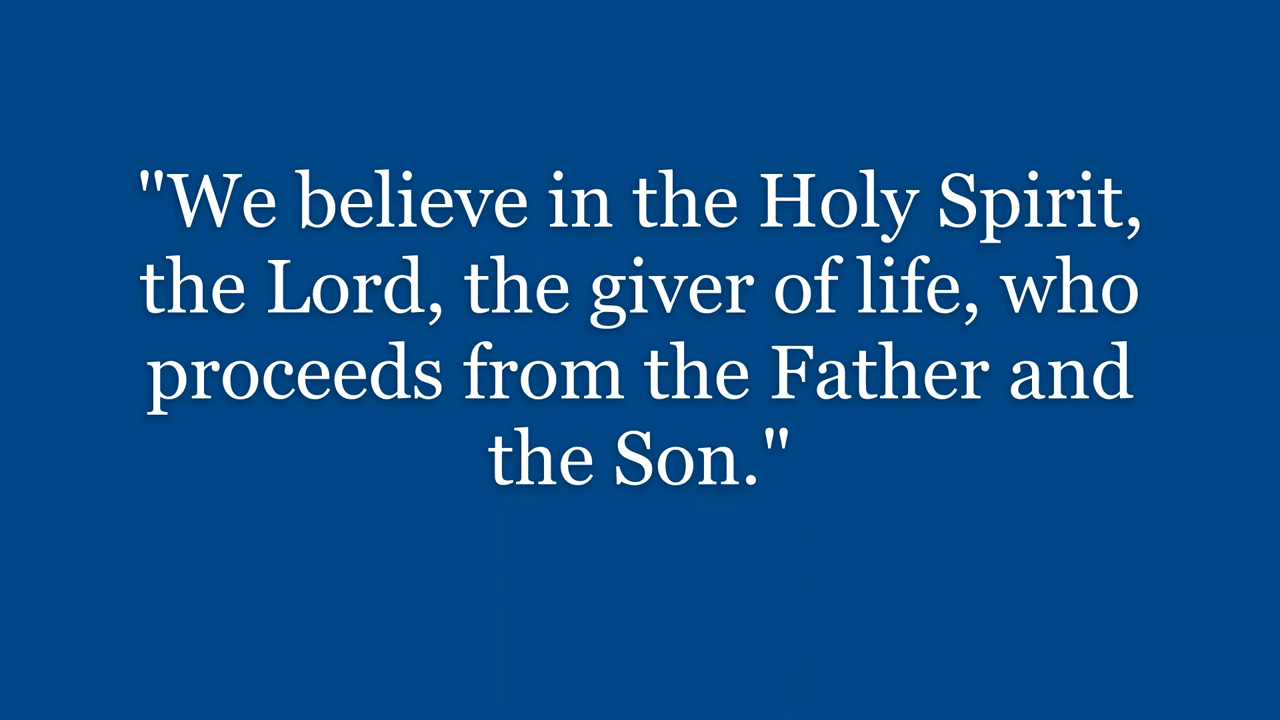 "We believe in the Holy Spirit,
the Lord, the giver of life, who
proceeds from the Father and
the Son."